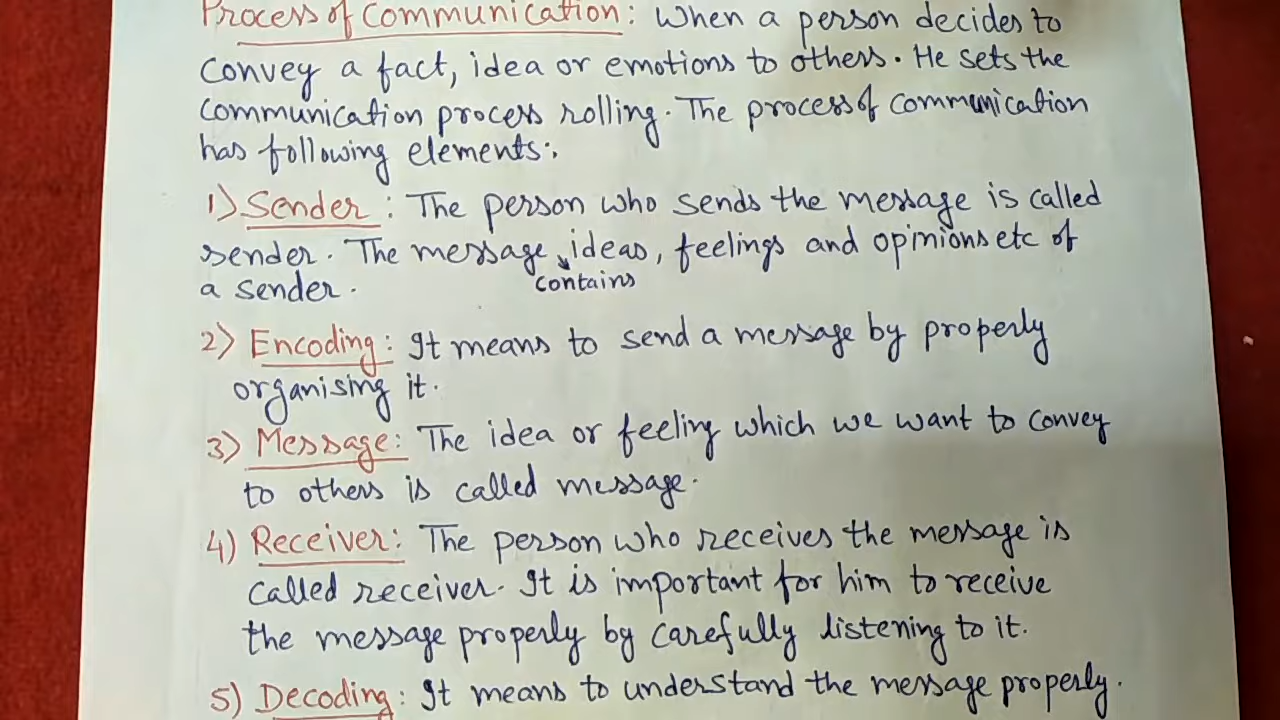 Process of Communication: When a person decides to
convey a fact, idea or emotions to others. He sets the
communication process rolling. The process of communication
has following elements:.
1) Sender: The person who sends the message is called
sender. The message ideas, feelings and opinions etc of
contains
a sender.
2) Encoding: It means to send a message by properly
organising it.
3) Message: The idea or feeling which we want to convey
to others is called message.
4) Receiver: The person who receives the message is
called receiver. It is important for him to receive
the message properly by carefully listening to it.
5) Decoding: It means to understand the message properly.